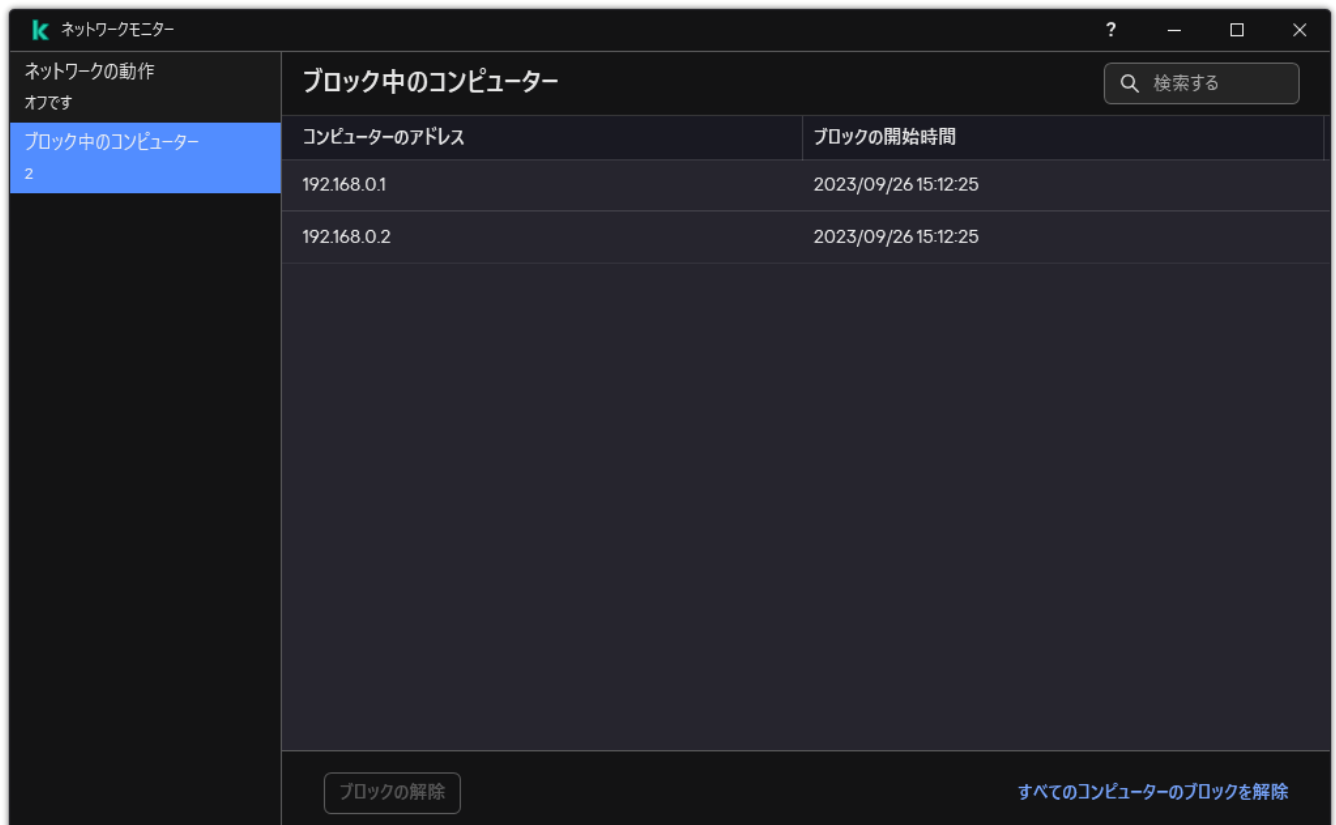 ネットワークモニター
?
ネットワークの動作
オフです
ブロック中のコンピューター
2
ブロック中のコンピューター
検索する
コンピューターのアドレス ブロックの開始時間
192.168.0.1 2023/09/26 15:12:25
192.168.0.2 2023/09/26 15:12:25
ブロックの解除
すべてのコンピューターのブロックを解除